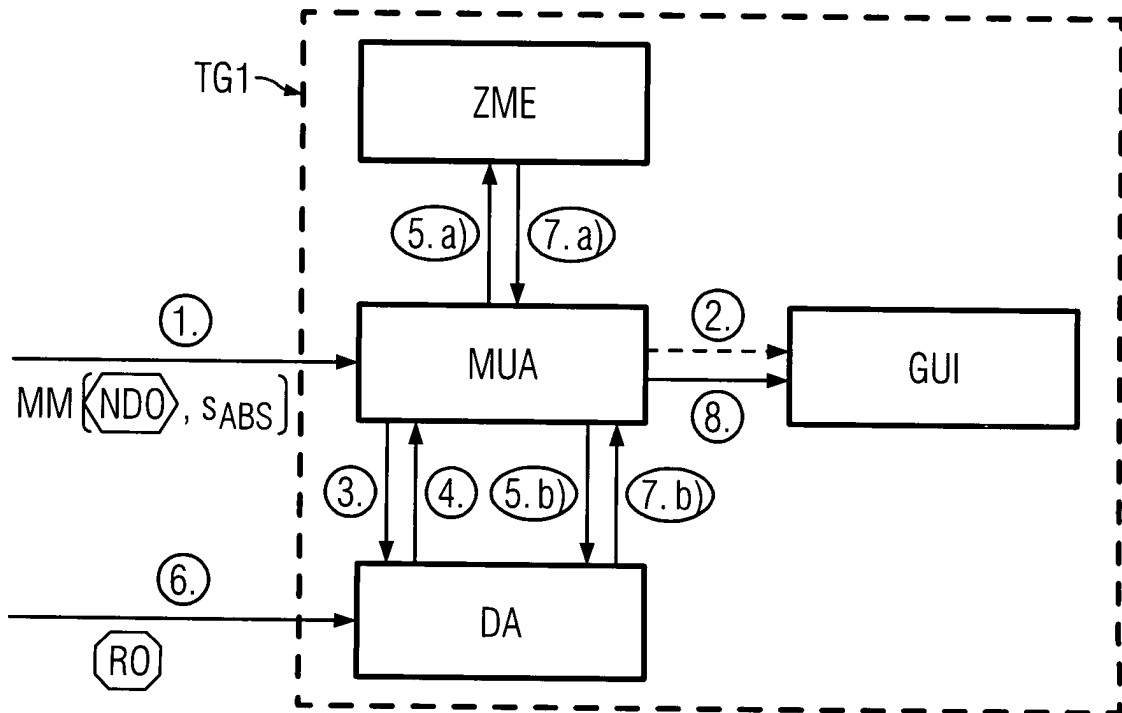 TG1
ZME
5.a)
7.a)
1.
2.
MUA
GUI
MM[NDO, sABS]
8.
3.
4.
5.b)
7.b)
6.
DA
RO